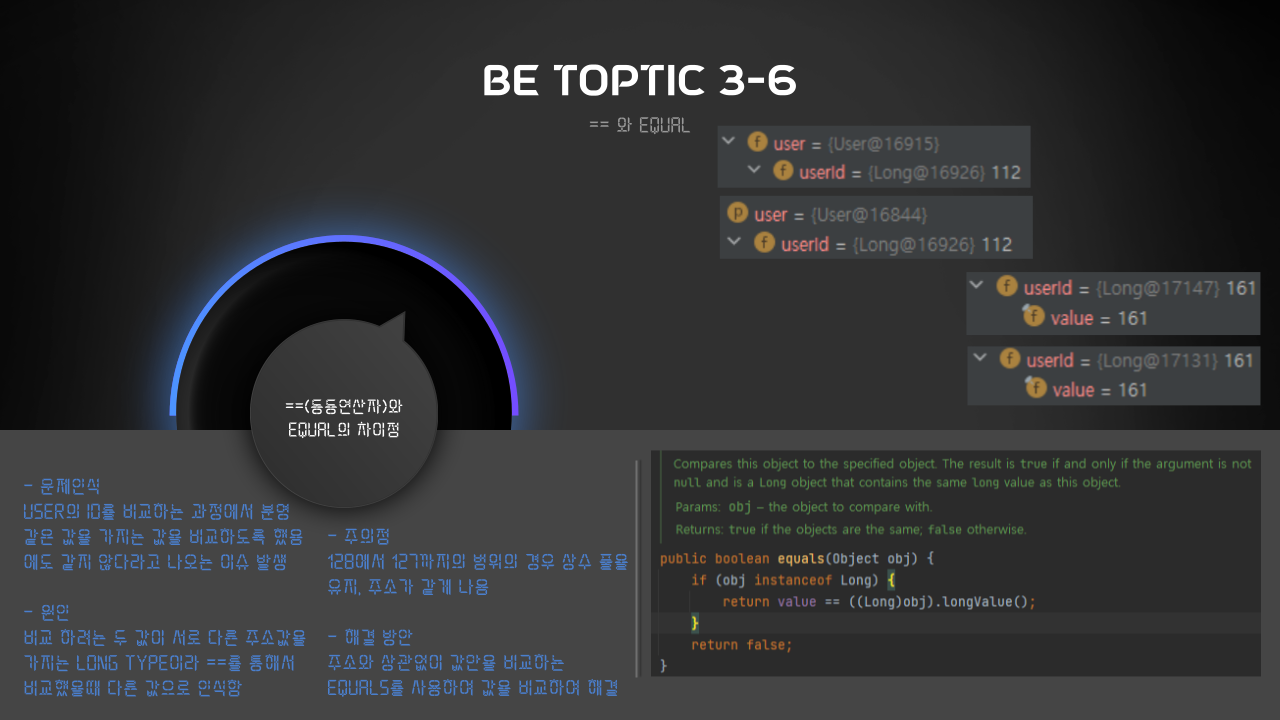 BE TOPTIC 3-6
== 와 EQUAL
f user = {User@16915}
f userId = {Long@16926} 112
p user = {User@16844}
f userId = {Long@16926} 112
f userId = {Long@17147} 161
f value = 161
f userId = {Long@17131} 161
f value = 161
==(동등연산자)와
EQUAL의 차이점
- 문제인식
USER의 ID를 비교하는 과정에서 분명
같은 값을 가지는 값을 비교하도록 했음
에도 같지 않다라고 나오는 이슈 발생
- 원인
비교 하려는 두 값이 서로 다른 주소값을
가지는 LONG TYPE이라 ==를 통해서
비교했을때 다른 값으로 인식함
- 주의점
128에서 127까지의 범위의 경우 상수 풀을
유지, 주소가 같게 나옴
- 해결 방안
주소와 상관없이 값만을 비교하는
EQUALS를 사용하여 값을 비교하여 해결
Compares this object to the specified object. The result is true if and only if the argument is not
null and is a Long object that contains the same long value as this object.
Params: obj – the object to compare with.
Returns: true if the objects are the same; false otherwise.
public boolean equals(Object obj) {
if (obj instanceof Long) {
return value == ((Long)obj).longValue();
}
return false;
}